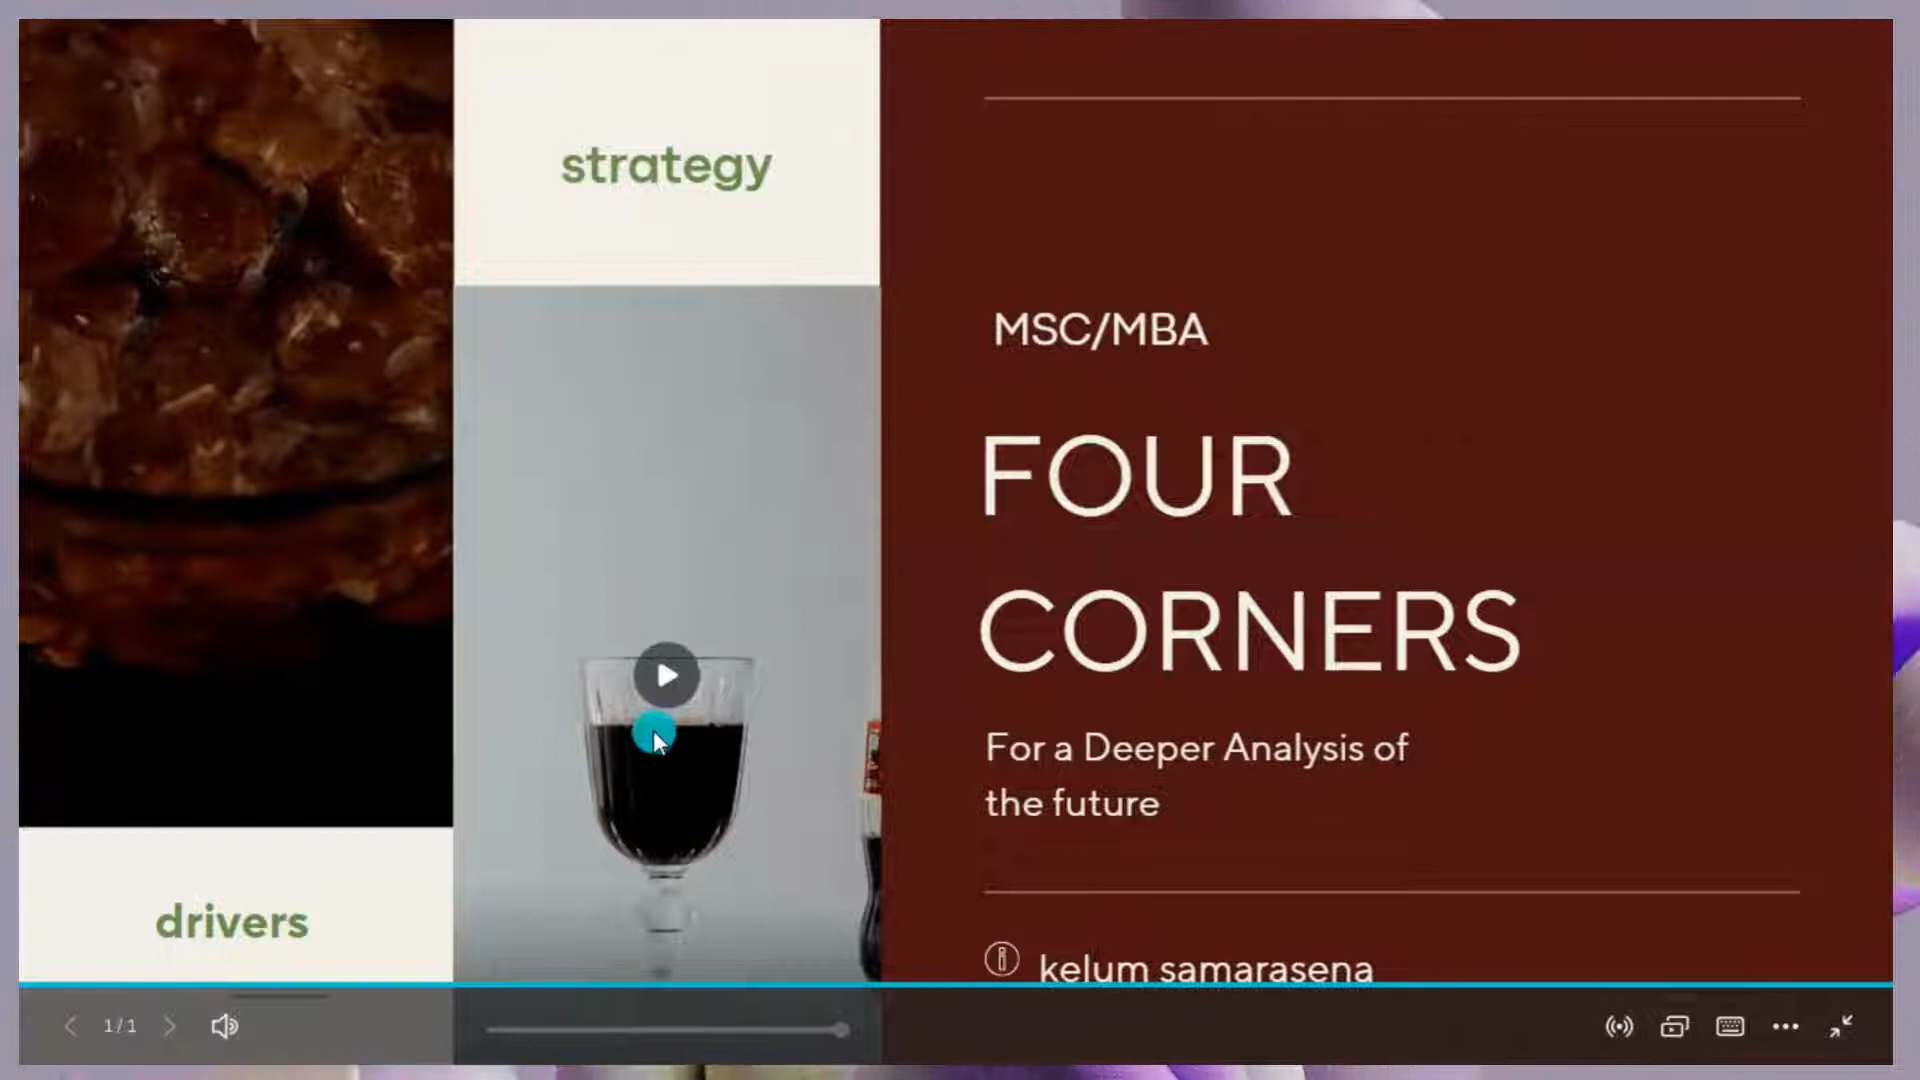 strategy
drivers
MSC/MBA
FOUR
CORNERS
For a Deeper Analysis of
the future
kelum samarasena
1/1